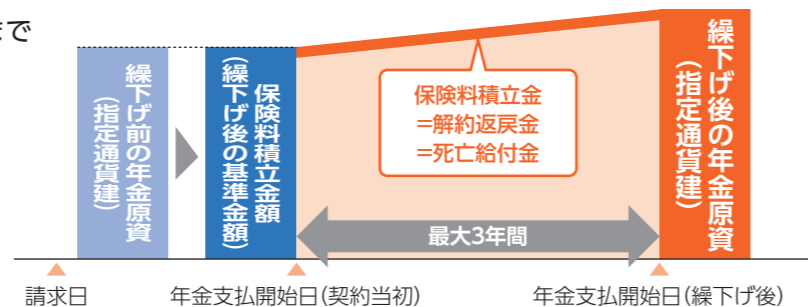 まで
繰下げ前の年金原資
(指定通貨建)
保険料積立金額
(繰下げ後の基準金額)
保険料積立金
=解約返戻金
=死亡給付金
最大3年間
繰下げ後の年金原資
(指定通貨建)
請求日
年金支払開始日(契約当初)
年金支払開始日(繰下げ後)